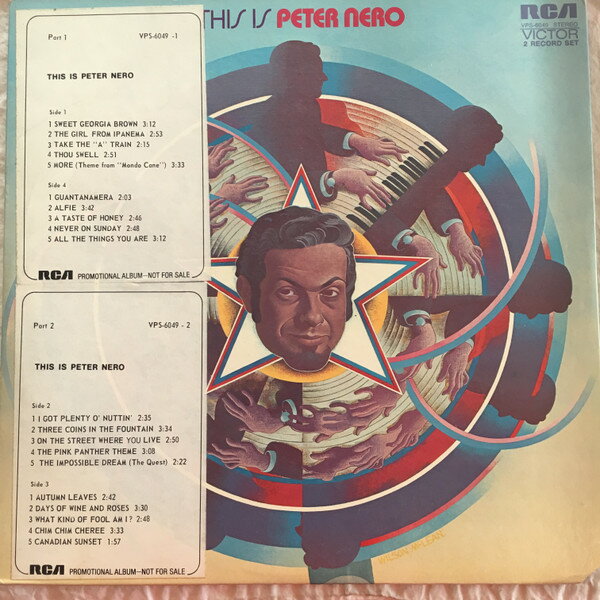 THIS IS PETER NERO
RCA
VPS-6049 STEREO
VICTOR
2 RECORD SET
Part 1 VPS-6049 -1
THIS IS PETER NERO
Side 1
1 SWEET GEORGIA BROWN 3:12
2 THE GIRL FROM IPANEMA 2:53
3 TAKE THE "A" TRAIN 2:15
4 THOU SWELL 2:51
5 MORE (Theme from "Mondo Cane") 3:33
Side 4
1 GUANTANAMERA 2:03
2 ALFIE 3:42
3 A TASTE OF HONEY 2:46
4 NEVER ON SUNDAY 2:48
5 ALL THE THINGS YOU ARE 3:12
RCA PROMOTIONAL ALBUM—NOT FOR SALE
Part 2 VPS-6049 - 2
THIS IS PETER NERO
Side 2
1 I GOT PLENTY O' NUTTIN' 2:35
2 THREE COINS IN THE FOUNTAIN 3:34
3 ON THE STREET WHERE YOU LIVE 2:50
4 THE PINK PANTHER THEME 3:08
5 THE IMPOSSIBLE DREAM (The Quest) 2:22
Side 3
1 AUTUMN LEAVES 2:42
2 DAYS OF WINE AND ROSES 3:30
3 WHAT KIND OF FOOL AM I? 2:48
4 CHIM CHIM CHEREE 3:33
5 CANADIAN SUNSET 1:57
RCA PROMOTIONAL ALBUM—NOT FOR SALE
WILSON McLEAN